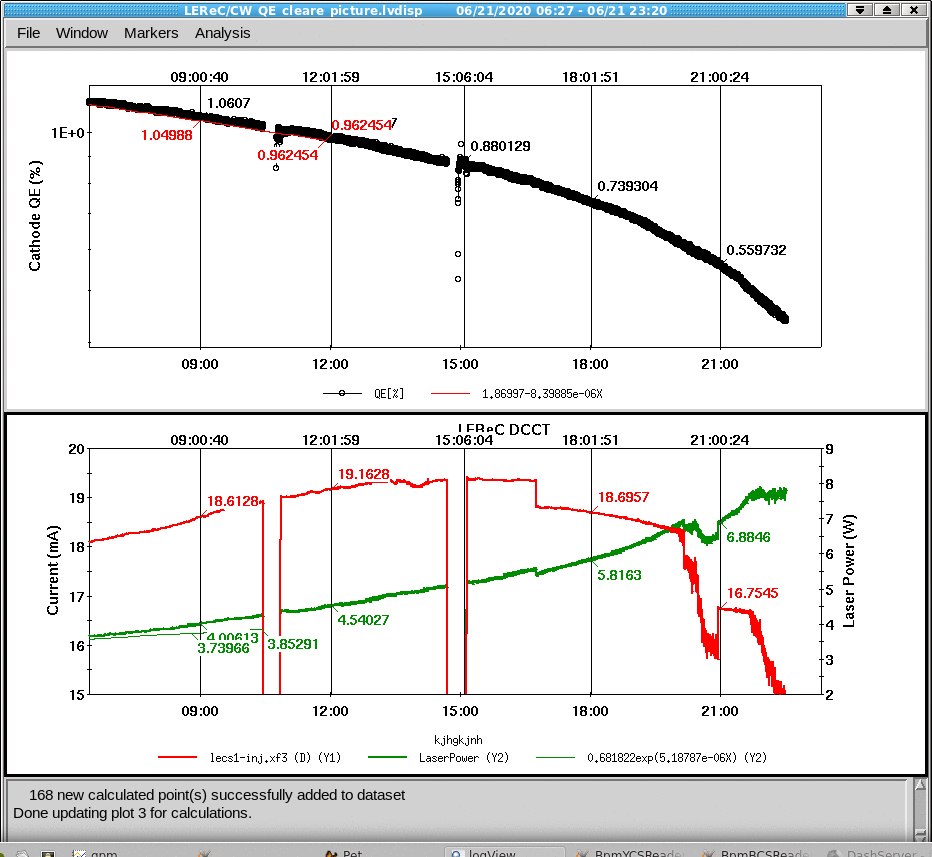 LEReC/CW_QE_cleare_picture.lvdisp 06/21/2020 06:27 - 06/21 23:20
File Window Markers Analysis
09:00:40 12:01:59 15:06:04 18:01:51 21:00:24
1E+0
Cathode QE (%)
1.0607
1.04988
0.962454
0.962454
0.880129
0.739304
0.559732
09:00 12:00 15:00 18:00 21:00
QE[%] 1.86997-8.39885e-06X
LEReC DCCT
09:00:40 12:01:59 15:06:04 18:01:51 21:00:24
20 19 18 17 16 15
Current (mA)
9 8 7 6 5 4 3 2
Laser Power (W)
18.6128
19.1628
18.6957
16.7545
4.00613
3.73966
3.85291
4.54027
5.8163
6.8846
09:00 12:00 15:00 18:00 21:00
kjhgkjnh
lecs1-inj.xf3 (D) (Y1) LaserPower (Y2) 0.681822exp(5.18787e-06X) (Y2)
168 new calculated point(s) successfully added to dataset
Done updating plot 3 for calculations.
gpm Pet logView BpmYCSReade BpmBCSReade DashServer -